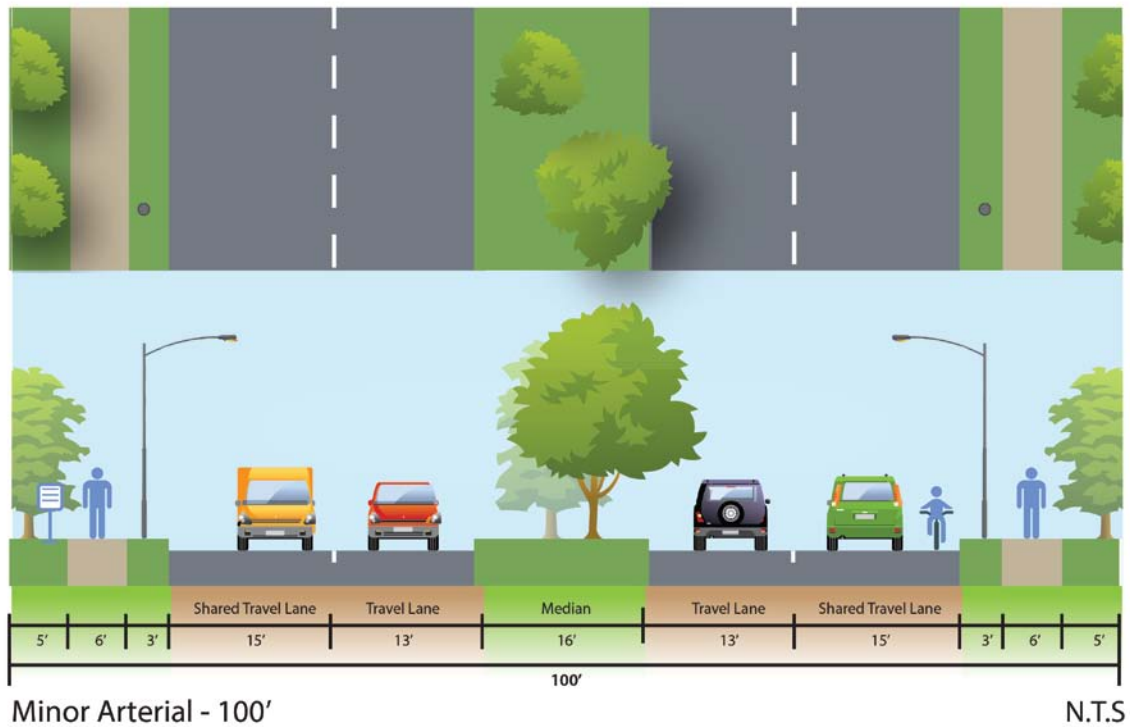 Shared Travel Lane Travel Lane Median Travel Lane Shared Travel Lane
5' 6' 3' 15' 13' 16' 13' 15' 3' 6' 5'
100'
Minor Arterial - 100' N.T.S